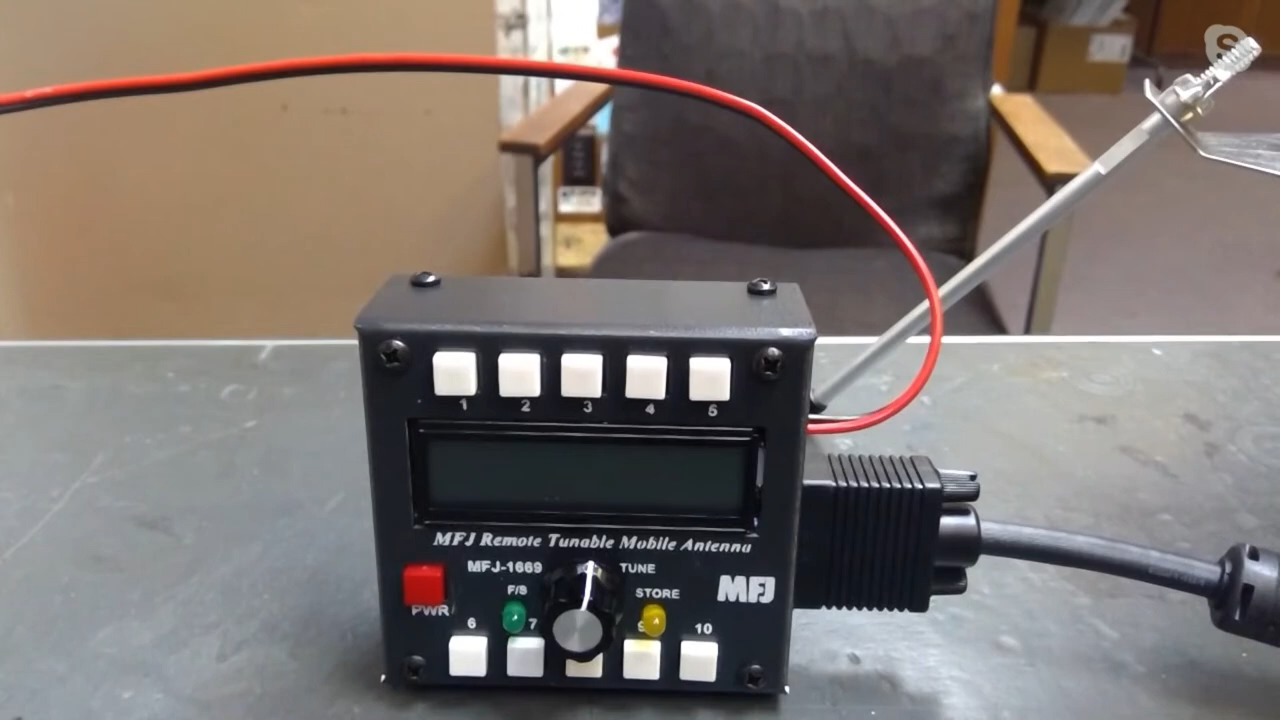 1 2 3 4 5
MFJ Remote Tunable Mobile Antenna
MFJ-1669 TUNE
F/S STORE MFJ
PWR
6 7 9 10
S